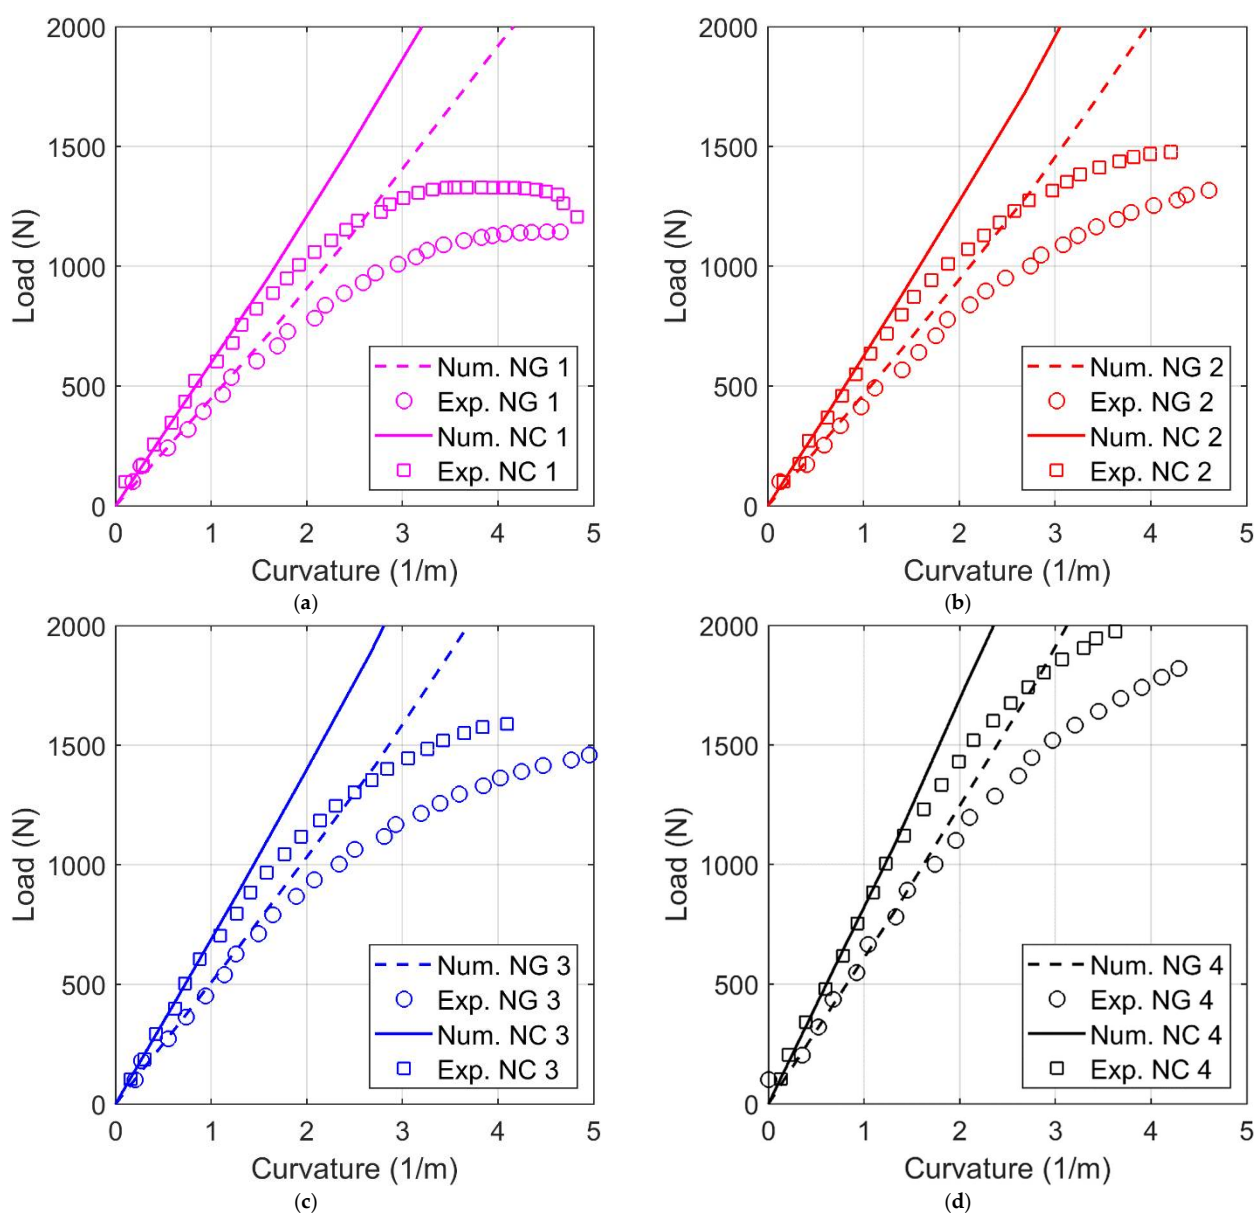 2000
1500
1000
500
0
Load (N)
Num. NG 1
Exp. NG 1
Num. NC 1
Exp. NC 1
0 1 2 3 4 5
Curvature (1/m)
(a)
2000
1500
1000
500
0
Load (N)
Num. NG 2
Exp. NG 2
Num. NC 2
Exp. NC 2
0 1 2 3 4 5
Curvature (1/m)
(b)
2000
1500
1000
500
0
Load (N)
Num. NG 3
Exp. NG 3
Num. NC 3
Exp. NC 3
0 1 2 3 4 5
Curvature (1/m)
(c)
2000
1500
1000
500
0
Load (N)
Num. NG 4
Exp. NG 4
Num. NC 4
Exp. NC 4
0 1 2 3 4 5
Curvature (1/m)
(d)